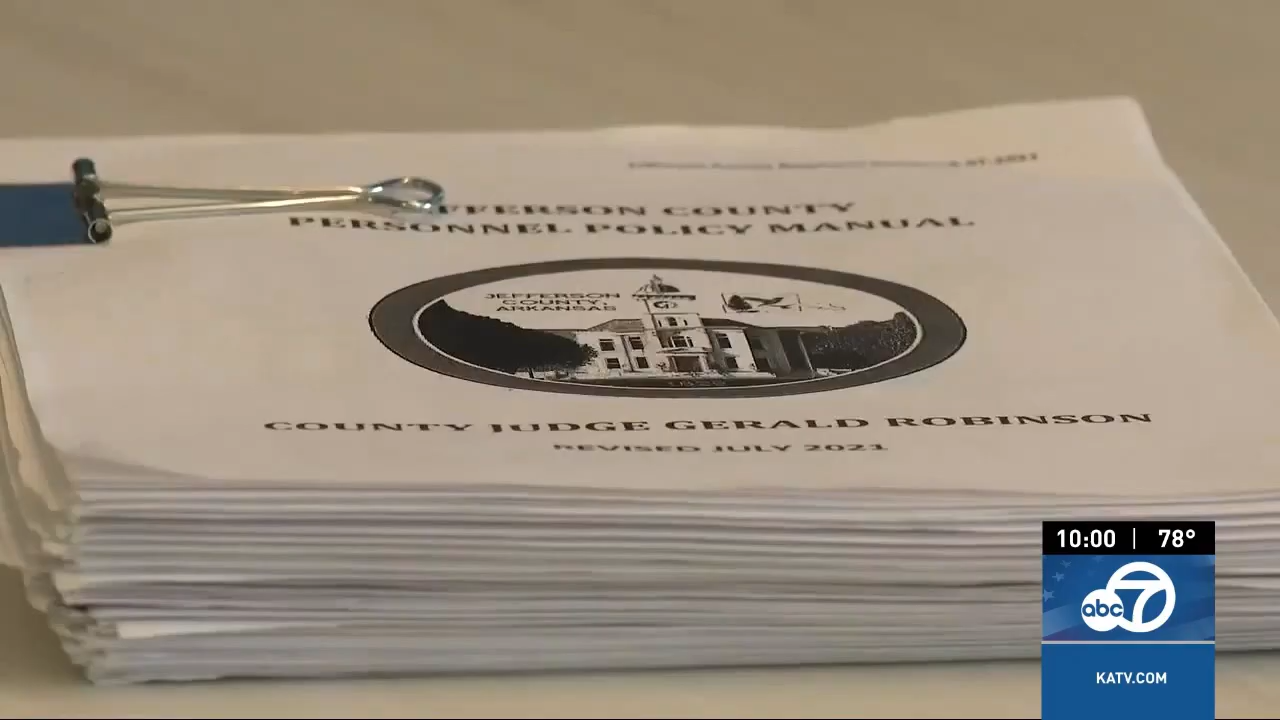 JEFFERSON COUNTY
PERSONNEL POLICY MANUAL
JEFFERSON
COUNTY,
ARKANSAS
COUNTY JUDGE GERALD ROBINSON
REVISED JULY 2021
10:00 | 78°
abc 7
KATV.COM